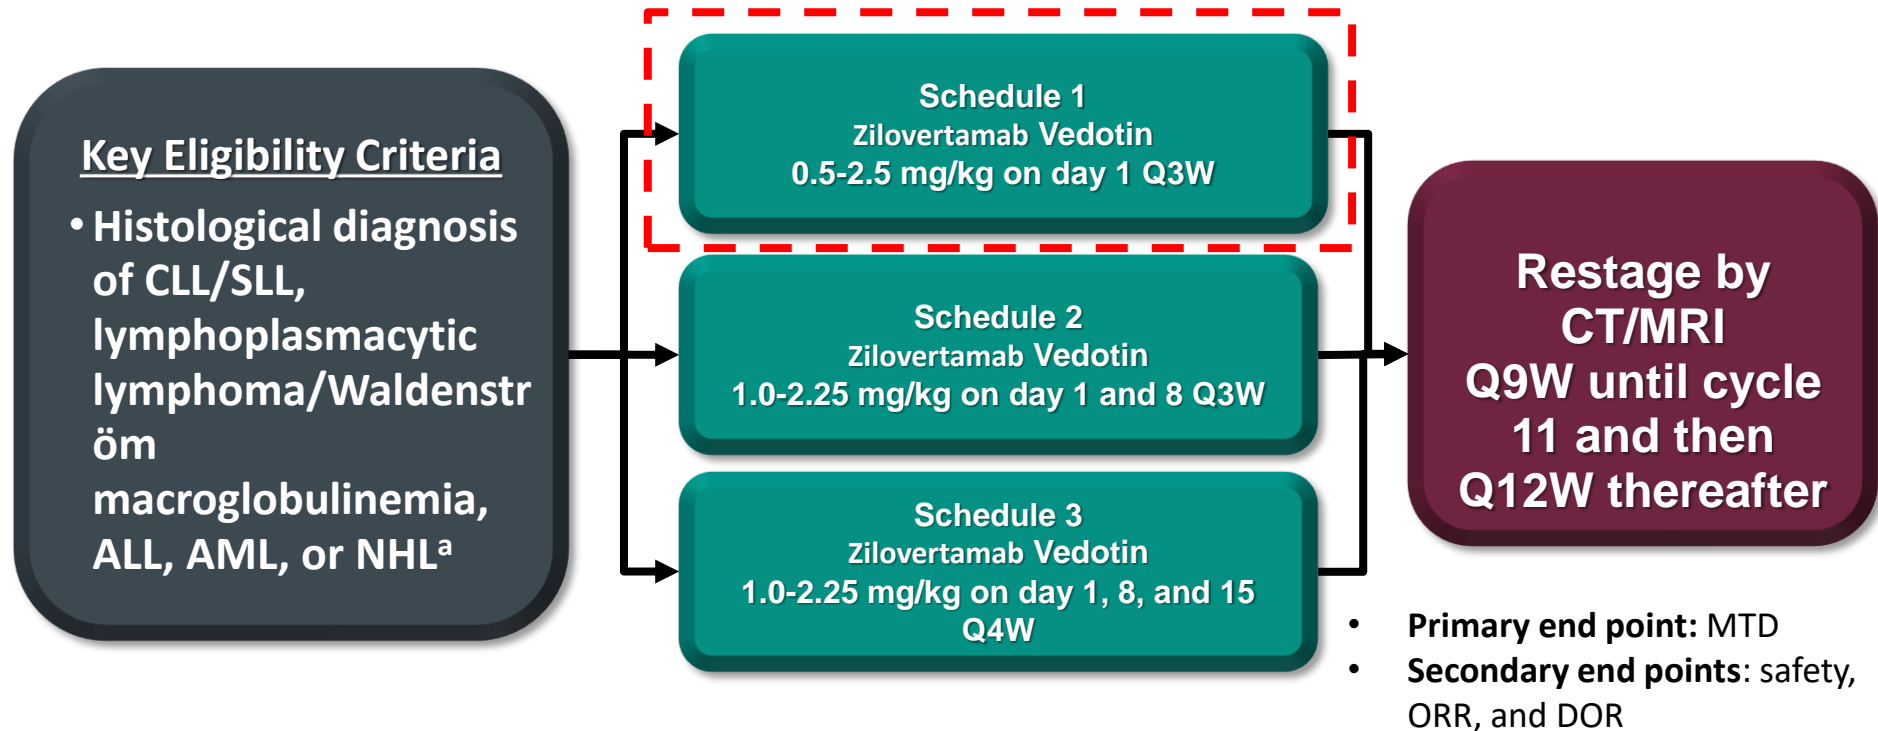 Key Eligibility Criteria
• Histological diagnosis
of CLL/SLL,
lymphoplasmacytic
lymphoma/Waldenstr
öm
macroglobulinemia,
ALL, AML, or NHLᵃ
Schedule 1
Zilovertamab Vedotin
0.5-2.5 mg/kg on day 1 Q3W
Schedule 2
Zilovertamab Vedotin
1.0-2.25 mg/kg on day 1 and 8 Q3W
Schedule 3
Zilovertamab Vedotin
1.0-2.25 mg/kg on day 1, 8, and 15
Q4W
Restage by
CT/MRI
Q9W until cycle
11 and then
Q12W thereafter
• Primary end point: MTD
• Secondary end points: safety,
ORR, and DOR